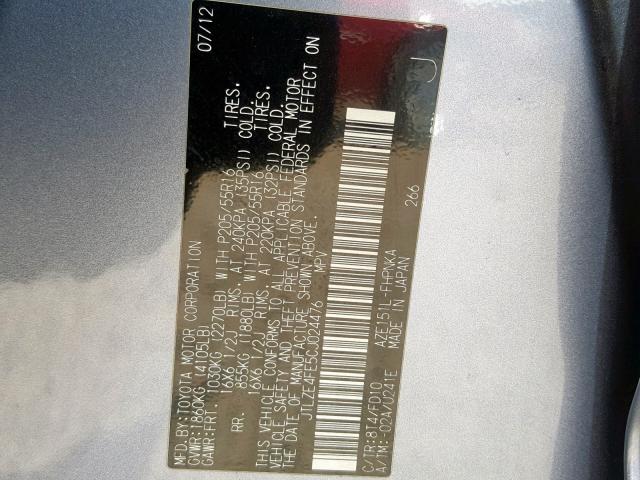 MFD.BY:TOYOTA MOTOR CORPORATION 07/12
GVWR:1860KG (4105LB)
GAWR:FRT. 1030KG (2270LB) WITH P205/55R16 TIRES.
16X6 1/2J RIMS, AT 240KPA (35PSI) COLD.
RR. 855KG (1880LB) WITH P205/55R16 TIRES.
16X6 1/2J RIMS, AT 220KPA (32PSI) COLD.
THIS VEHICLE CONFORMS TO ALL APPLICABLE FEDERAL MOTOR
VEHICLE SAFETY AND THEFT PREVENTION STANDARDS IN EFFECT ON
THE DATE OF MANUFACTURE SHOWN ABOVE.
JTLZE4FE5CJ024476 MPV
C/TR:8T4/FD10 AZE151L-FHPNKA
A/TM:-02A/U241E MADE IN JAPAN 266
J